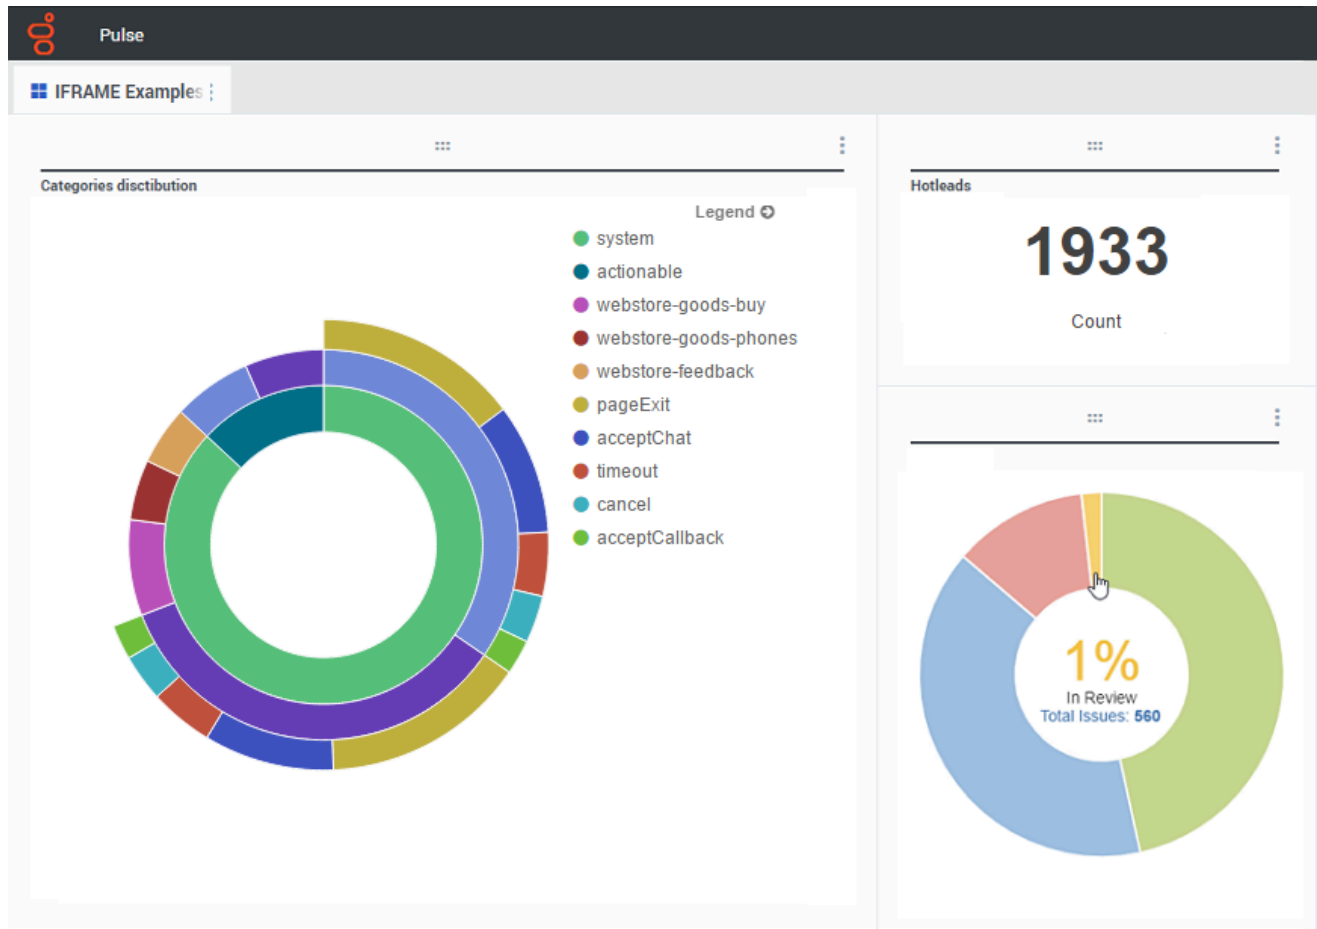 Pulse
IFRAME Examples
Categories disctibution
Legend
system
actionable
webstore-goods-buy
webstore-goods-phones
webstore-feedback
pageExit
acceptChat
timeout
cancel
acceptCallback
Hotleads
1933
Count
1%
In Review
Total Issues: 560